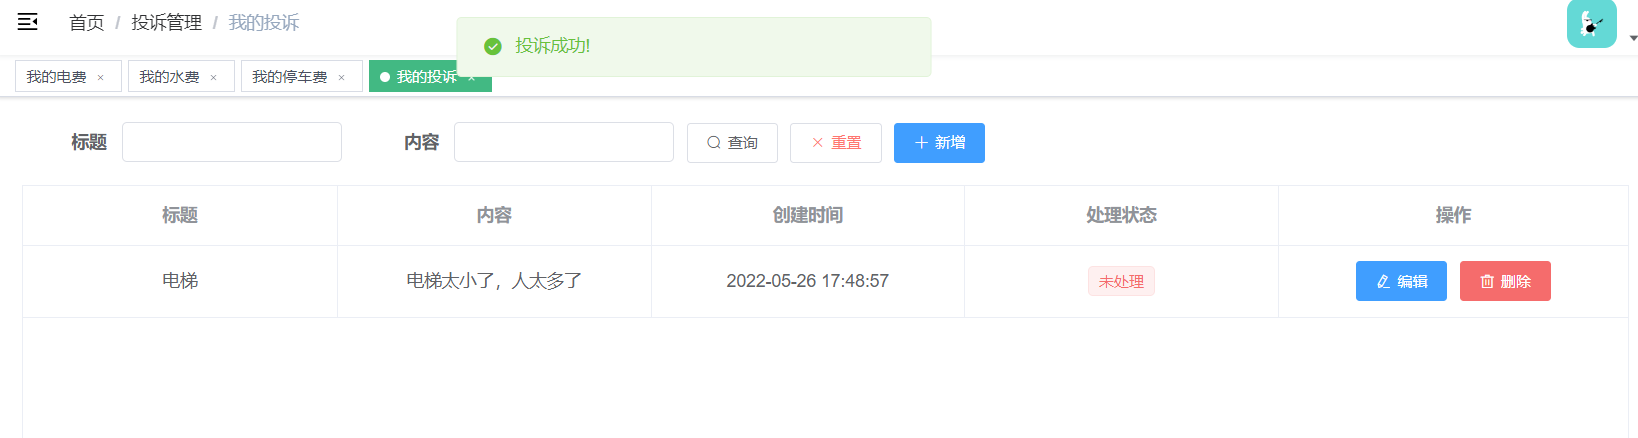 首页 / 投诉管理 / 我的投诉
投诉成功!
我的电费 × 我的水费 × 我的停车费 × 我的投诉 ×
标题 内容 查询 重置 新增
标题 内容 创建时间 处理状态 操作
电梯 电梯太小了，人太多了 2022-05-26 17:48:57 未处理 编辑 删除